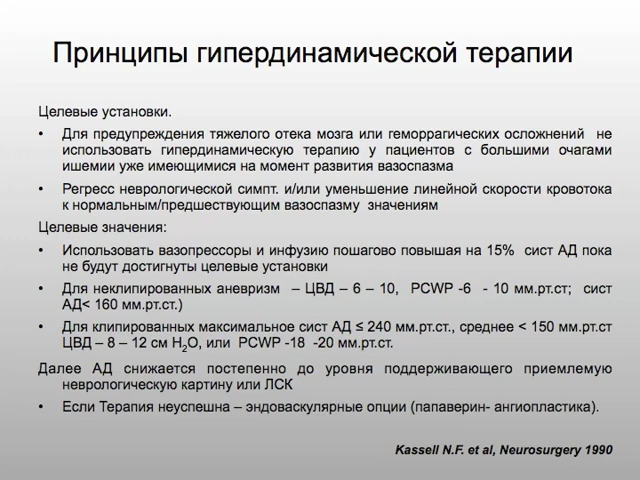 Принципы гипердинамической терапии
Целевые установки.
• Для предупреждения тяжелого отека мозга или геморрагических осложнений не
использовать гипердинамическую терапию у пациентов с большими очагами
ишемии уже имеющимися на момент развития вазоспазма
• Регресс неврологической симпт. и/или уменьшение линейной скорости кровотока
к нормальным/предшествующим вазоспазму значениям
Целевые значения:
• Использовать вазопрессоры и инфузию пошагово повышая на 15% сист АД пока
не будут достигнуты целевые установки
• Для неклипированных аневризм – ЦВД – 6 – 10, PCWP -6 - 10 мм.рт.ст; сист
АД< 160 мм.рт.ст.)
• Для клипированных максимальное сист АД ≤ 240 мм.рт.ст., среднее < 150 мм.рт.ст
ЦВД – 8 – 12 см H₂O, или PCWP -18 -20 мм.рт.ст.
Далее АД снижается постепенно до уровня поддерживающего приемлемую
неврологическую картину или ЛСК
• Если Терапия неуспешна – эндоваскулярные опции (папаверин- ангиопластика).
Kassell N.F. et al, Neurosurgery 1990